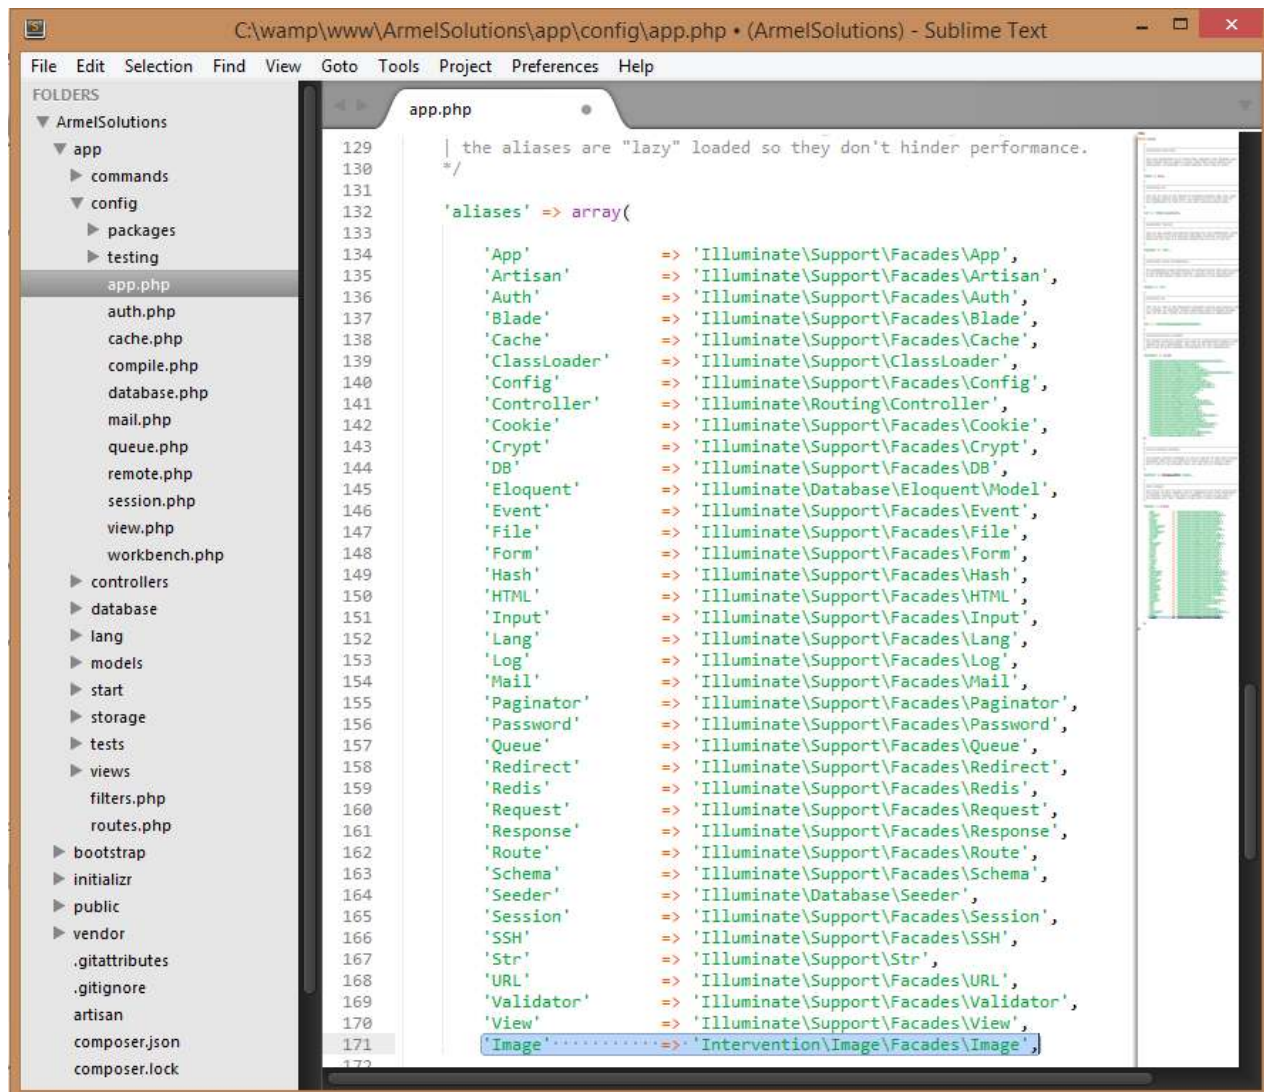 C:\wamp\www\ArmelSolutions\app\config\app.php • (ArmelSolutions) - Sublime Text
File Edit Selection Find View Goto Tools Project Preferences Help
FOLDERS
ArmelSolutions
app
commands
config
packages
testing
app.php
auth.php
cache.php
compile.php
database.php
mail.php
queue.php
remote.php
session.php
view.php
workbench.php
controllers
database
lang
models
start
storage
tests
views
filters.php
routes.php
bootstrap
initializr
public
vendor
.gitattributes
.gitignore
artisan
composer.json
composer.lock
app.php
129 | the aliases are "lazy" loaded so they don't hinder performance.
130 */
131
132 'aliases' => array(
133
134 'App' => 'Illuminate\Support\Facades\App',
135 'Artisan' => 'Illuminate\Support\Facades\Artisan',
136 'Auth' => 'Illuminate\Support\Facades\Auth',
137 'Blade' => 'Illuminate\Support\Facades\Blade',
138 'Cache' => 'Illuminate\Support\Facades\Cache',
139 'ClassLoader' => 'Illuminate\Support\ClassLoader',
140 'Config' => 'Illuminate\Support\Facades\Config',
141 'Controller' => 'Illuminate\Routing\Controller',
142 'Cookie' => 'Illuminate\Support\Facades\Cookie',
143 'Crypt' => 'Illuminate\Support\Facades\Crypt',
144 'DB' => 'Illuminate\Support\Facades\DB',
145 'Eloquent' => 'Illuminate\Database\Eloquent\Model',
146 'Event' => 'Illuminate\Support\Facades\Event',
147 'File' => 'Illuminate\Support\Facades\File',
148 'Form' => 'Illuminate\Support\Facades\Form',
149 'Hash' => 'Illuminate\Support\Facades\Hash',
150 'HTML' => 'Illuminate\Support\Facades\HTML',
151 'Input' => 'Illuminate\Support\Facades\Input',
152 'Lang' => 'Illuminate\Support\Facades\Lang',
153 'Log' => 'Illuminate\Support\Facades\Log',
154 'Mail' => 'Illuminate\Support\Facades\Mail',
155 'Paginator' => 'Illuminate\Support\Facades\Paginator',
156 'Password' => 'Illuminate\Support\Facades\Password',
157 'Queue' => 'Illuminate\Support\Facades\Queue',
158 'Redirect' => 'Illuminate\Support\Facades\Redirect',
159 'Redis' => 'Illuminate\Support\Facades\Redis',
160 'Request' => 'Illuminate\Support\Facades\Request',
161 'Response' => 'Illuminate\Support\Facades\Response',
162 'Route' => 'Illuminate\Support\Facades\Route',
163 'Schema' => 'Illuminate\Support\Facades\Schema',
164 'Seeder' => 'Illuminate\Database\Seeder',
165 'Session' => 'Illuminate\Support\Facades\Session',
166 'SSH' => 'Illuminate\Support\Facades\SSH',
167 'Str' => 'Illuminate\Support\Str',
168 'URL' => 'Illuminate\Support\Facades\URL',
169 'Validator' => 'Illuminate\Support\Facades\Validator',
170 'View' => 'Illuminate\Support\Facades\View',
171 'Image' => 'Intervention\Image\Facades\Image',
172